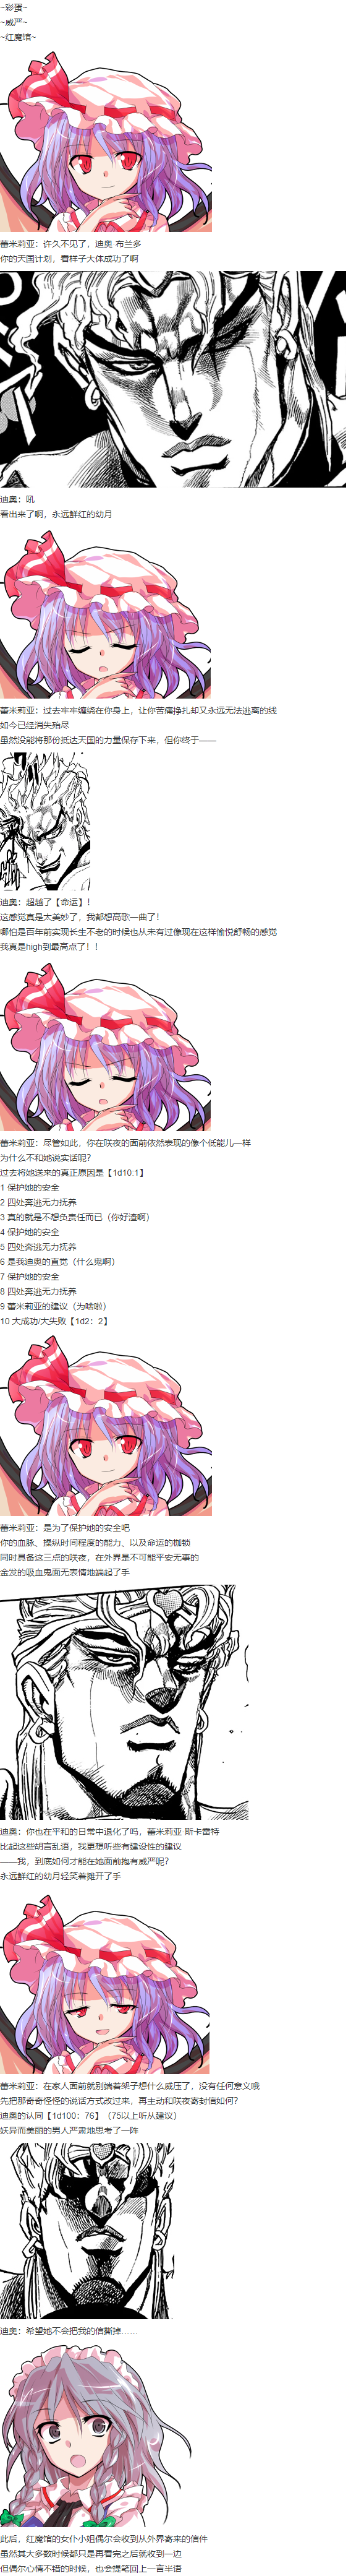 ~彩蛋~
~威严~
~红魔馆~
蕾米莉亚：许久不见了，迪奥·布兰多
你的天国计划，看样子大体成功了啊
迪奥：吼
看出来了啊，永远鲜红的幼月
蕾米莉亚：过去牢牢缠绕在你身上，让你苦痛挣扎却又永远无法逃离的线
如今已经消失殆尽
虽然没能将那份抵达天国的力量保存下来，但你终于——
迪奥：超越了【命运】！
这感觉真是太美妙了，我都想高歌一曲了！
哪怕是百年前实现长生不老的时候也从未有过像现在这样愉悦舒畅的感觉
我真是high到最高点了！！
蕾米莉亚：尽管如此，你在咲夜的面前依然表现的像个低能儿一样
为什么不和她说实话呢?
过去将她送来的真正原因是【1d10:1】
1 保护她的安全
2 四处奔逃无力抚养
3 真的就是不想负责任而已（你好渣啊）
4 保护她的安全
5 四处奔逃无力抚养
6 是我迪奥的直觉（什么鬼啊）
7 保护她的安全
8 四处奔逃无力抚养
9 蕾米莉亚的建议（为啥啦）
10 大成功/大失败【1d2：2】
蕾米莉亚：是为了保护她的安全吧
你的血脉、操纵时间程度的能力、以及命运的枷锁
同时具备这三点的咲夜，在外界是不可能平安无事的
金发的吸血鬼面无表情地端起了手
迪奥：你也在平和的日常中退化了吗，蕾米莉亚·斯卡雷特
比起这些胡言乱语，我更想听些有建设性的建议
——我，到底如何才能在她面前抱有威严呢?
永远鲜红的幼月轻笑着摊开了手
蕾米莉亚：在家人面前就别端着架子想什么威压了，没有任何意义哦
先把那奇奇怪怪的说话方式改过来，再主动和咲夜寄封信如何?
迪奥的认同【1d100：76】（75以上听从建议）
妖异而美丽的男人严肃地思考了一阵
迪奥：希望她不会把我的信撕掉……
此后，红魔馆的女仆小姐偶尔会收到从外界寄来的信件
虽然其大多数时候都只是再看完之后就收到一边
但偶尔心情不错的时候，也会提笔回上一言半语